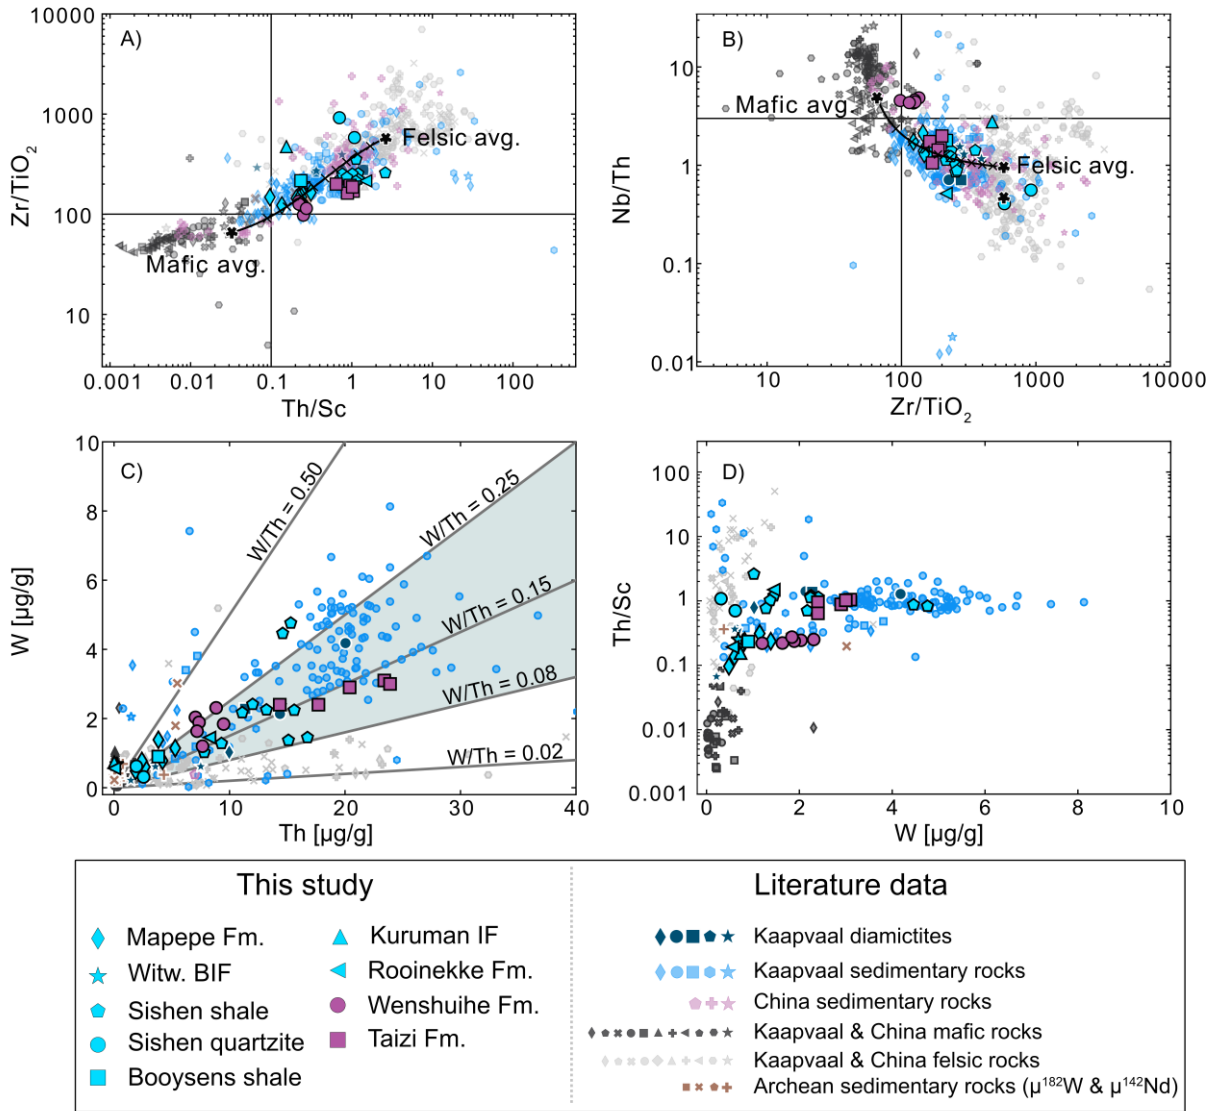 A)
10000
1000
100
10
Zr/TiO₂
Felsic avg.
Mafic avg.
0.001 0.01 0.1 1 10 100
Th/Sc
B)
10
1
0.1
0.01
Nb/Th
Mafic avg.
Felsic avg.
10 100 1000 10000
Zr/TiO₂
C)
10
8
6
4
2
0
W [µg/g]
W/Th = 0.50
W/Th = 0.25
W/Th = 0.15
W/Th = 0.08
W/Th = 0.02
0 10 20 30 40
Th [µg/g]
D)
100
10
1
0.1
0.01
0.001
Th/Sc
0 2 4 6 8 10
W [µg/g]
This study
Mapepe Fm.
Witw. BIF
Sishen shale
Sishen quartzite
Booysens shale
Kuruman IF
Rooinekke Fm.
Wenshuihe Fm.
Taizi Fm.
Literature data
Kaapvaal diamictites
Kaapvaal sedimentary rocks
China sedimentary rocks
Kaapvaal & China mafic rocks
Kaapvaal & China felsic rocks
Archean sedimentary rocks (µ¹⁸²W & µ¹⁴²Nd)